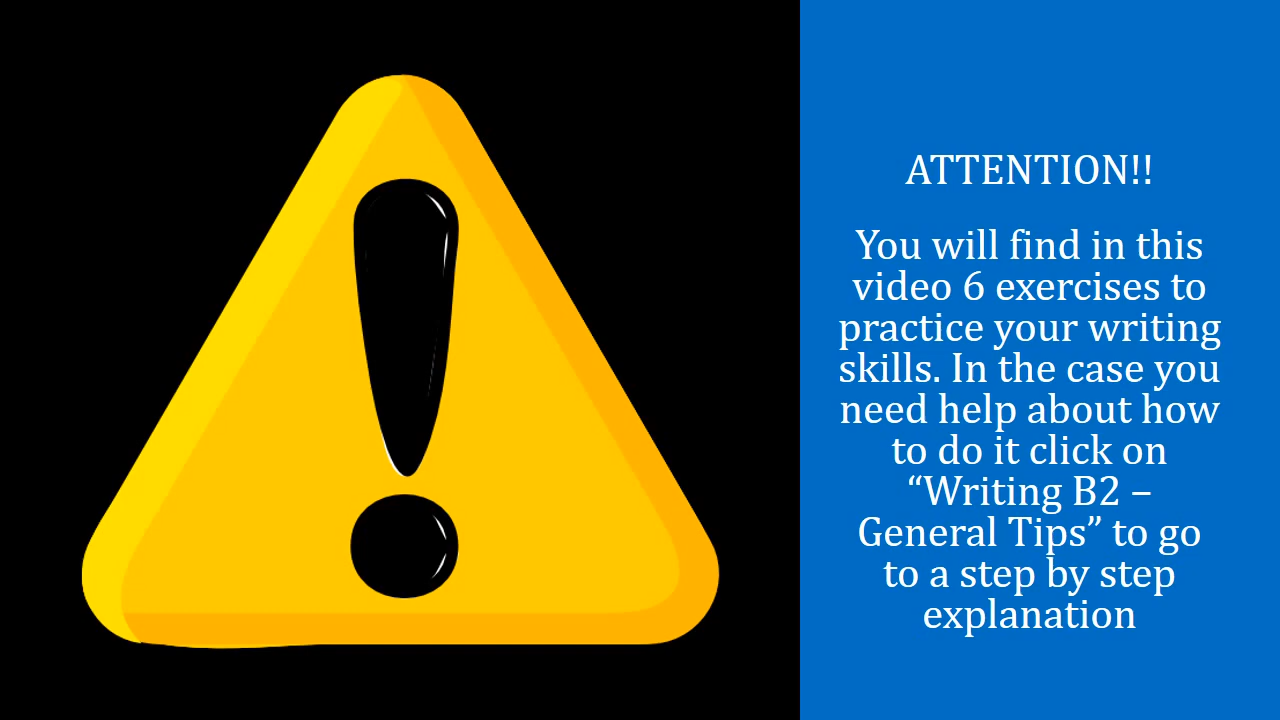 ATTENTION!!
You will find in this
video 6 exercises to
practice your writing
skills. In the case you
need help about how
to do it click on
“Writing B2 –
General Tips” to go
to a step by step
explanation